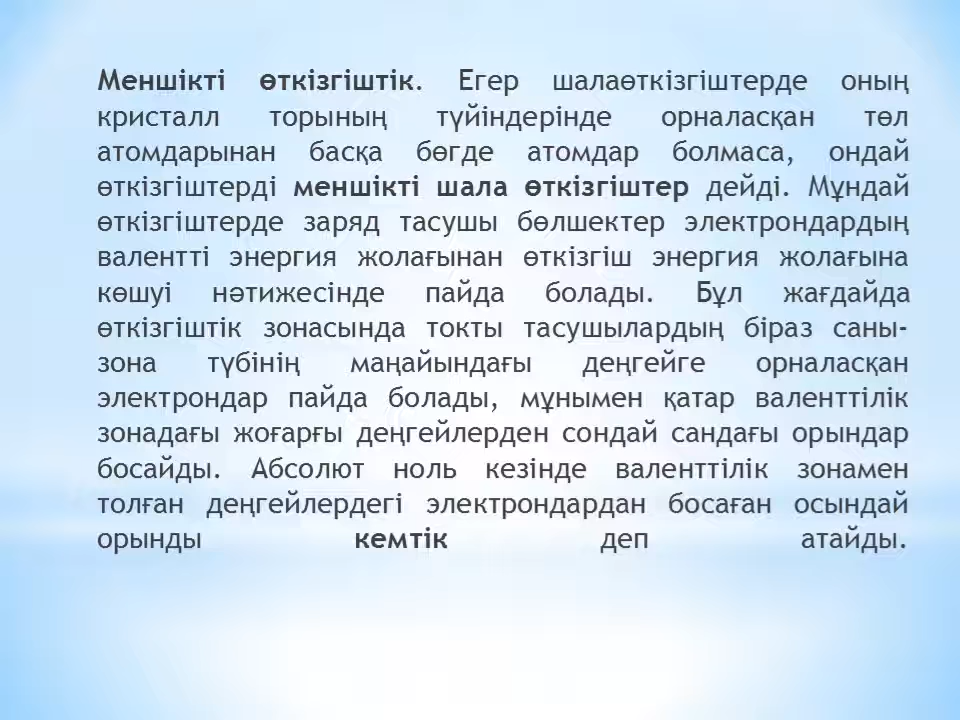 Меншікті өткізгіштік. Егер шалаөткізгіштерде оның
кристалл торының түйіндерінде орналасқан төл
атомдарынан басқа бөгде атомдар болмаса, ондай
өткізгіштерді меншікті шала өткізгіштер дейді. Мұндай
өткізгіштерде заряд тасушы бөлшектер электрондардың
валентті энергия жолағынан өткізгіш энергия жолағына
көшуі нәтижесінде пайда болады. Бұл жағдайда
өткізгіштік зонасында токты тасушылардың біраз саны-
зона түбінің маңайындағы деңгейге орналасқан
электрондар пайда болады, мұнымен қатар валенттілік
зонадағы жоғарғы деңгейлерден сондай сандағы орындар
босайды. Абсолют ноль кезінде валенттілік зонамен
толған деңгейлердегі электрондардан босаған осындай
орынды кемтік деп атайды.